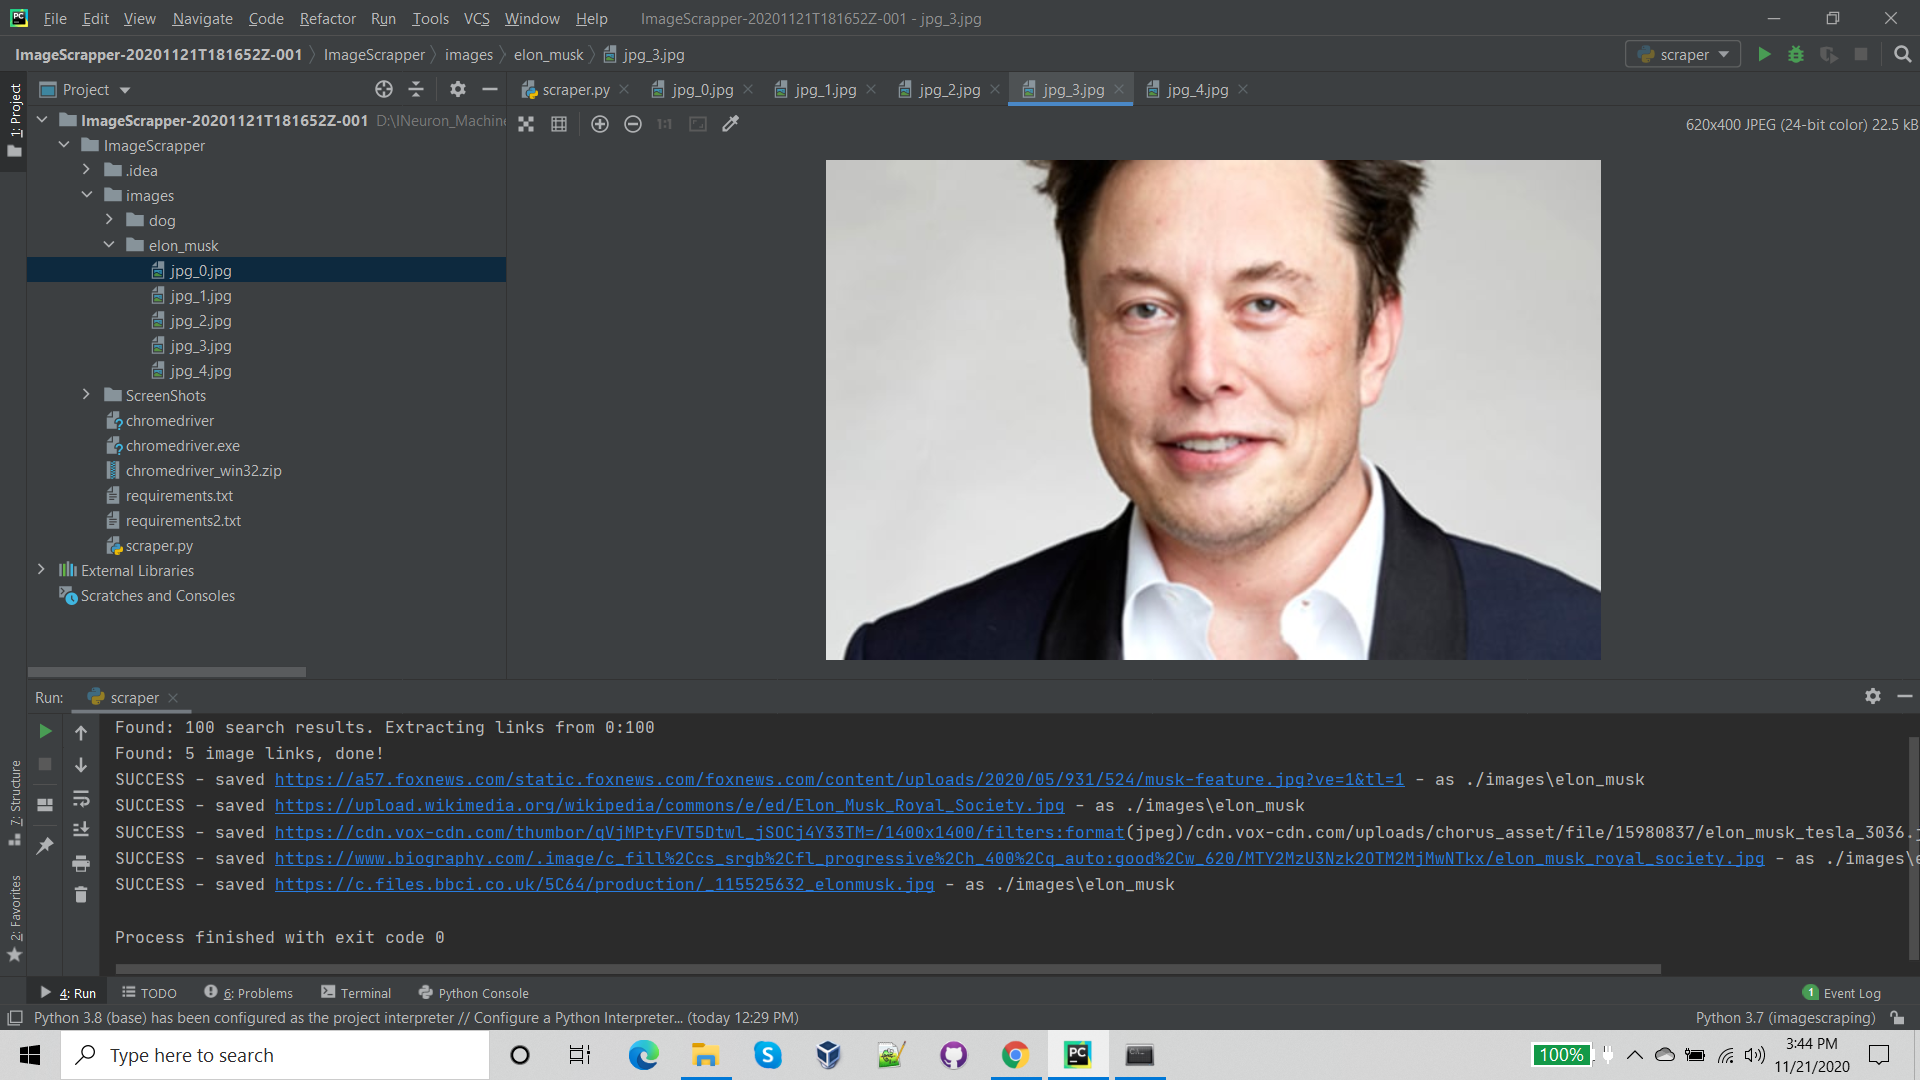 File Edit View Navigate Code Refactor Run Tools VCS Window Help ImageScrapper-20201121T181652Z-001 - jpg_3.jpg
ImageScrapper-20201121T181652Z-001 ImageScrapper images elon_musk jpg_3.jpg scraper
Project scraper.py jpg_0.jpg jpg_1.jpg jpg_2.jpg jpg_3.jpg jpg_4.jpg
1: Project
1:1 620x400 JPEG (24-bit color) 22.5 kB
ImageScrapper-20201121T181652Z-001 D:\INeuron_Machine
ImageScrapper
.idea
images
dog
elon_musk
jpg_0.jpg
jpg_1.jpg
jpg_2.jpg
jpg_3.jpg
jpg_4.jpg
ScreenShots
chromedriver
chromedriver.exe
chromedriver_win32.zip
requirements.txt
requirements2.txt
scraper.py
External Libraries
Scratches and Consoles
Run: scraper
Found: 100 search results. Extracting links from 0:100
Found: 5 image links, done!
SUCCESS - saved https://a57.foxnews.com/static.foxnews.com/foxnews.com/content/uploads/2020/05/931/524/musk-feature.jpg?ve=1&tl=1 - as ./images\elon_musk
SUCCESS - saved https://upload.wikimedia.org/wikipedia/commons/e/ed/Elon_Musk_Royal_Society.jpg - as ./images\elon_musk
SUCCESS - saved https://cdn.vox-cdn.com/thumbor/qVjMPtyFVT5Dtwl_jSOCj4Y33TM=/1400x1400/filters:format(jpeg)/cdn.vox-cdn.com/uploads/chorus_asset/file/15980837/elon_musk_tesla_3036.j
SUCCESS - saved https://www.biography.com/.image/c_fill%2Ccs_srgb%2Cfl_progressive%2Ch_400%2Cq_auto:good%2Cw_620/MTY2MzU3Nzk2OTM2MjMwNTkx/elon_musk_royal_society.jpg - as ./images\e
SUCCESS - saved https://c.files.bbci.co.uk/5C64/production/_115525632_elonmusk.jpg - as ./images\elon_musk
Process finished with exit code 0
7: Structure
2: Favorites
4: Run TODO 6: Problems Terminal Python Console 1 Event Log
Python 3.8 (base) has been configured as the project interpreter // Configure a Python Interpreter... (today 12:29 PM) Python 3.7 (imagescraping)
Type here to search PC 100% 3:44 PM
11/21/2020